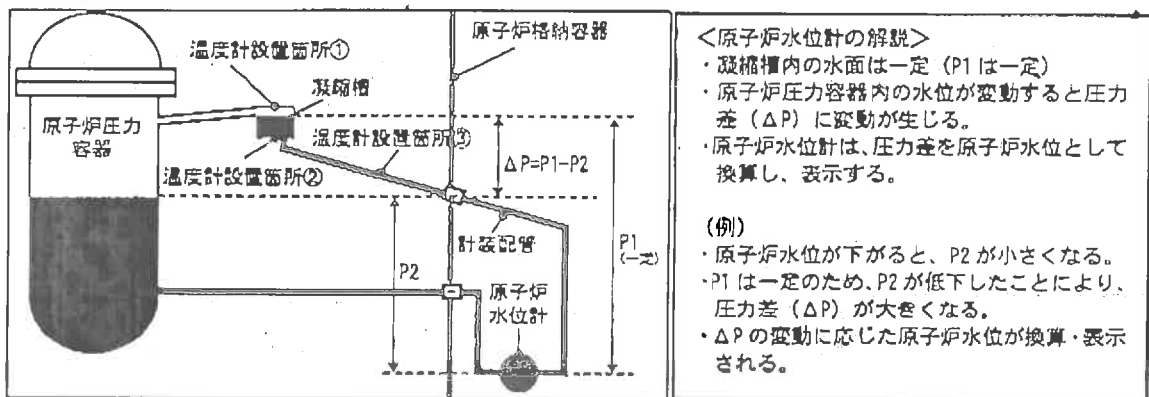 原子炉格納容器
温度計設置箇所①
凝縮槽
原子炉圧力
容器
温度計設置箇所③
ΔP=P1-P2
温度計設置箇所②
計装配管
P1
(一定)
P2
原子炉
水位計
＜原子炉水位計の解説＞
・凝縮槽内の水面は一定（P1は一定）
・原子炉圧力容器内の水位が変動すると圧力
差（ΔP）に変動が生じる。
・原子炉水位計は、圧力差を原子炉水位として
換算し、表示する。
(例)
・原子炉水位が下がると、P2が小さくなる。
・P1は一定のため、P2が低下したことにより、
圧力差（ΔP）が大きくなる。
・ΔPの変動に応じた原子炉水位が換算・表示
される。